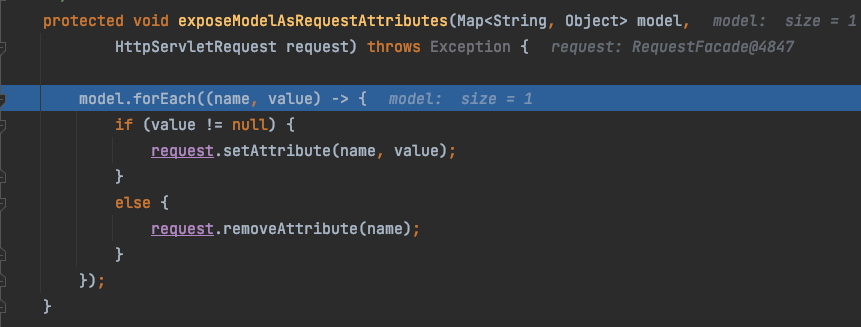 protected void exposeModelAsRequestAttributes(Map<String, Object> model,   model:  size = 1
        HttpServletRequest request) throws Exception {   request: RequestFacade@4847
    model.forEach((name, value) -> {   model:  size = 1
        if (value != null) {
            request.setAttribute(name, value);
        }
        else {
            request.removeAttribute(name);
        }
    });
}